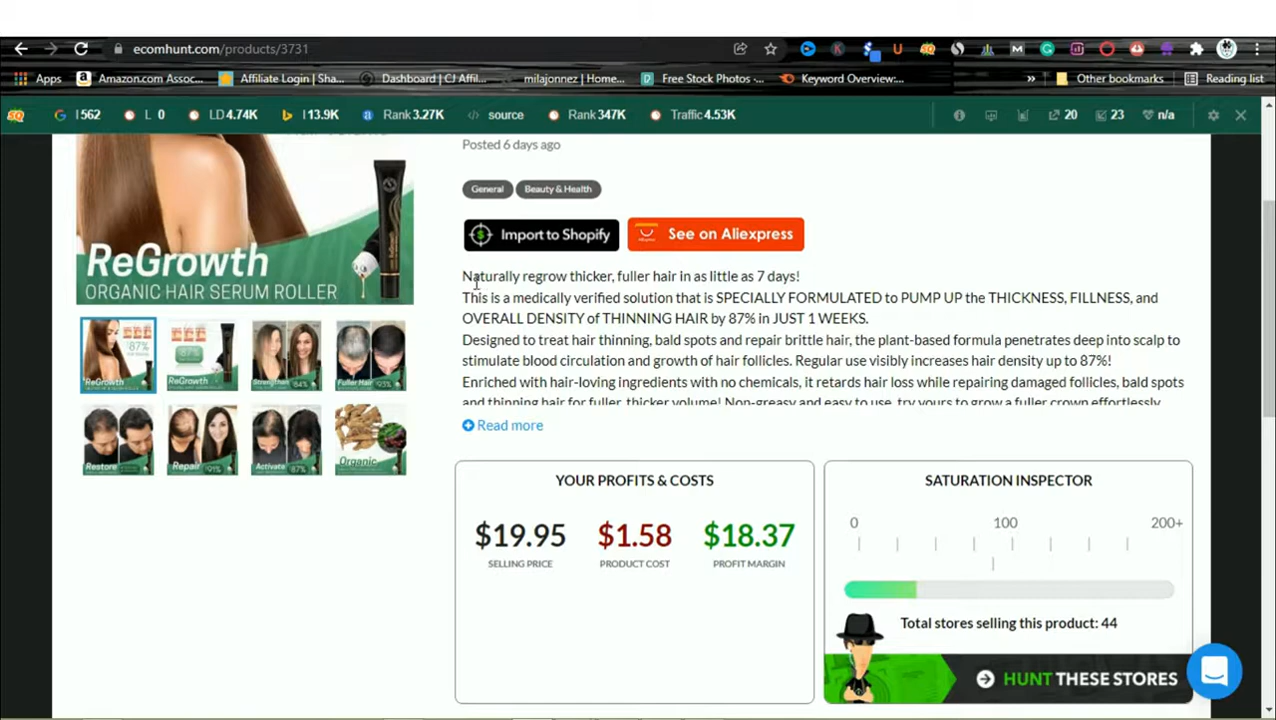 ecomhunt.com/products/3731
Apps
Amazon.com Assoc...
Affiliate Login | Sha...
Dashboard | CJ Affil...
milajonnez | Home...
Free Stock Photos -...
Keyword Overview:...
»
Other bookmarks
Reading list
SQ
I 562
L 0
LD 4.74K
I 13.9K
Rank 3.27K
source
Rank 347K
Traffic 4.53K
20
23
n/a
Posted 6 days ago
General
Beauty & Health
Import to Shopify
See on Aliexpress
ReGrowth
ORGANIC HAIR SERUM ROLLER
Naturally regrow thicker, fuller hair in as little as 7 days!
This is a medically verified solution that is SPECIALLY FORMULATED to PUMP UP the THICKNESS, FILLNESS, and
OVERALL DENSITY of THINNING HAIR by 87% in JUST 1 WEEKS.
Designed to treat hair thinning, bald spots and repair brittle hair, the plant-based formula penetrates deep into scalp to
stimulate blood circulation and growth of hair follicles. Regular use visibly increases hair density up to 87%!
Enriched with hair-loving ingredients with no chemicals, it retards hair loss while repairing damaged follicles, bald spots
and thinning hair for fuller, thicker volume! Non-greasy and easy to use, try yours to grow a fuller crown effortlessly
Read more
ReGrowth
87%
ReGrowth
87%
Strengthen
84%
Fuller Hair
93%
Restore
Repair
91%
Activate
87%
Organic
YOUR PROFITS & COSTS
$19.95
$1.58
$18.37
SELLING PRICE
PRODUCT COST
PROFIT MARGIN
SATURATION INSPECTOR
0
100
200+
Total stores selling this product: 44
HUNT THESE STORES